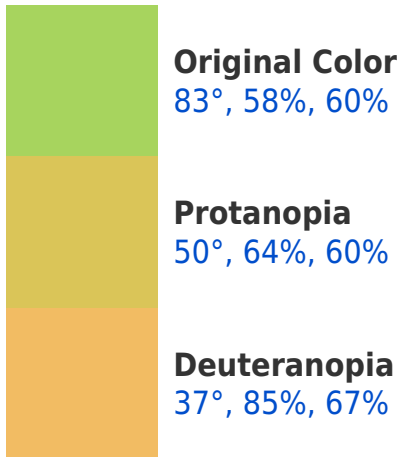 Original Color
83°, 58%, 60%
Protanopia
50°, 64%, 60%
Deuteranopia
37°, 85%, 67%